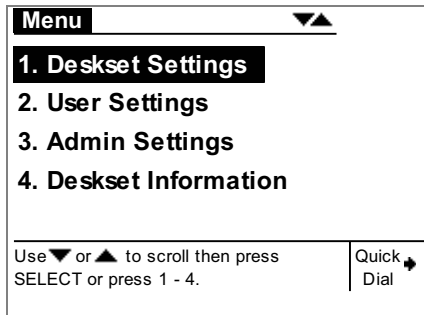 Menu ▼▲
1. Deskset Settings
2. User Settings
3. Admin Settings
4. Deskset Information
Use ▼ or ▲ to scroll then press
SELECT or press 1 - 4.
Quick
Dial